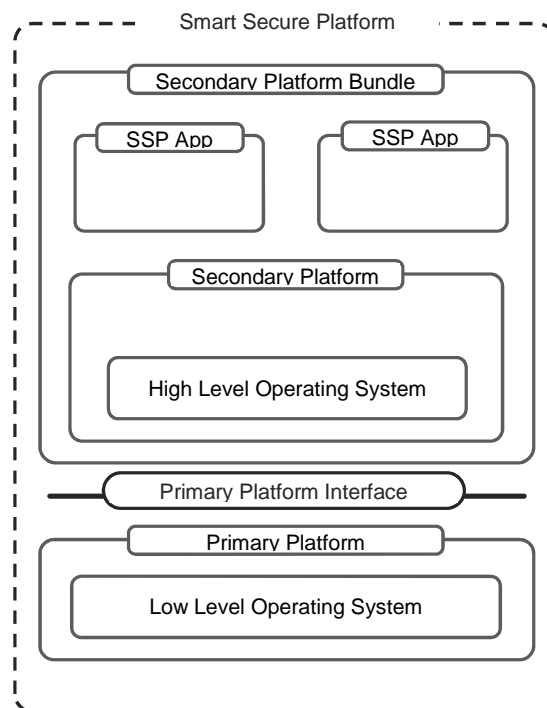 Smart Secure Platform
Secondary Platform Bundle
SSP App
SSP App
Secondary Platform
High Level Operating System
Primary Platform Interface
Primary Platform
Low Level Operating System